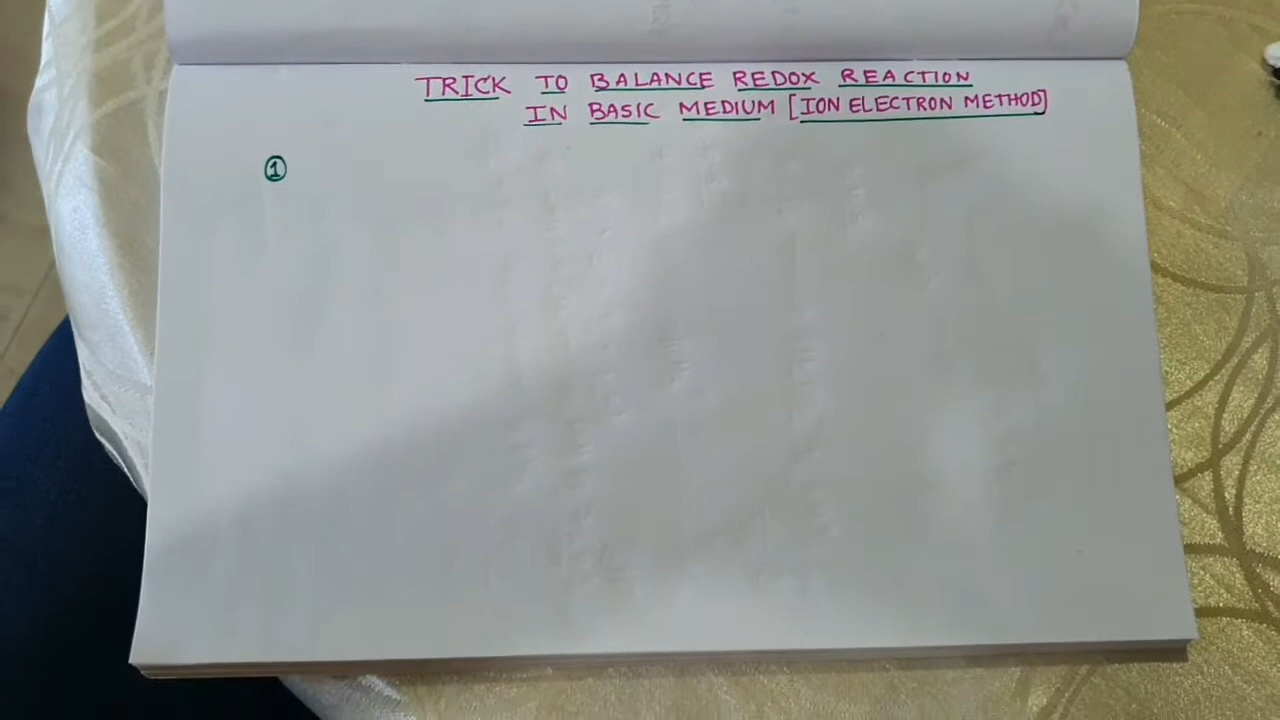 TRICK TO BALANCE REDOX REACTION
IN BASIC MEDIUM [ION ELECTRON METHOD]
①